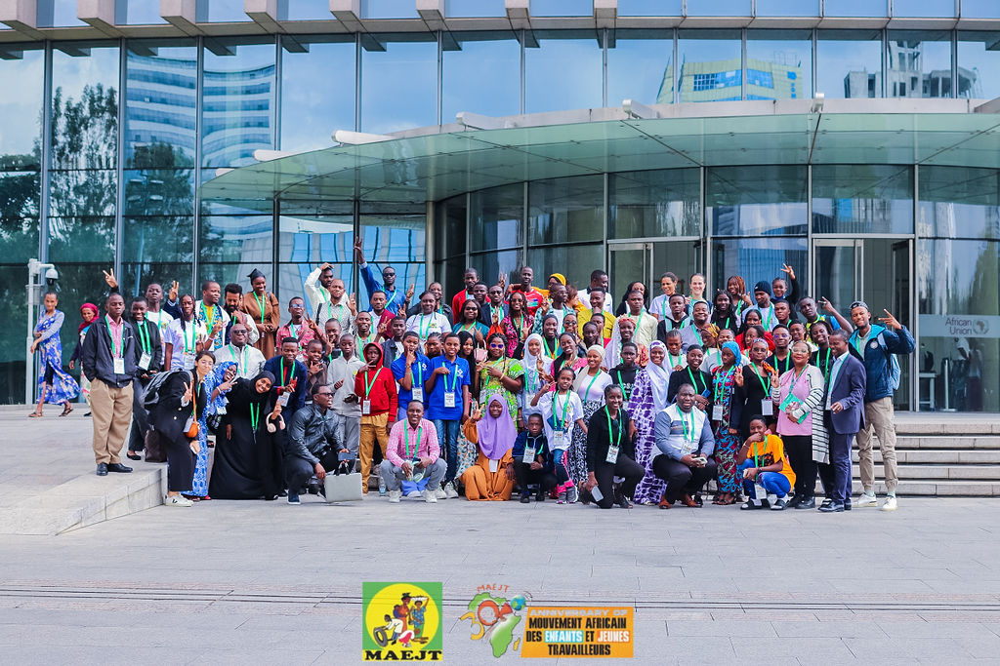 African
Union
MAEJT
MAEJT
30
ANNIVERSARY OF
MOUVEMENT AFRICAIN
DES ENFANTS ET JEUNES
TRAVAILLEURS